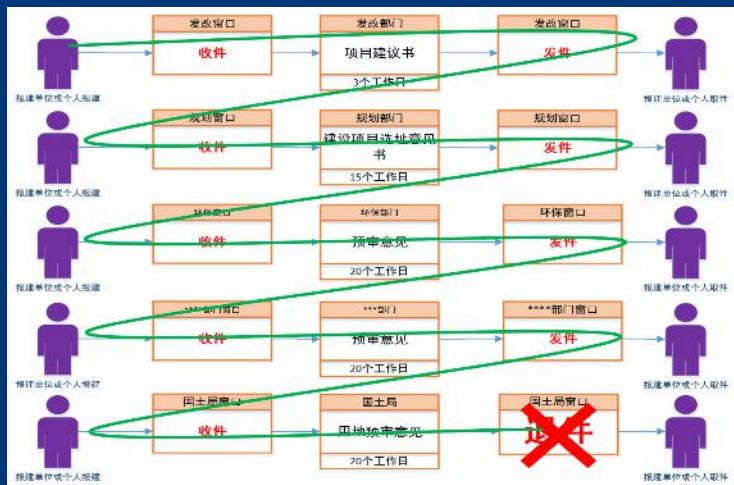 发改窗口 发改部门 发改窗口
收件 项目建议书 发件
3个工作日
报建单位或个人报建 报建单位或个人取件
规划窗口 规划部门 规划窗口
收件 建设项目选址意见 发件
书
15个工作日
报建单位或个人报建 报建单位或个人取件
环保部门 环保窗口
收件 预审意见 发件
20个工作日
报建单位或个人报建 报建单位或个人取件
***部门 ****部门窗口
收件 预审意见 发件
20个工作日
报建单位或个人报建 报建单位或个人取件
国土局窗口 国土局 国土局窗口
收件 用地预审意见 退件
20个工作日
报建单位或个人报建 报建单位或个人取件